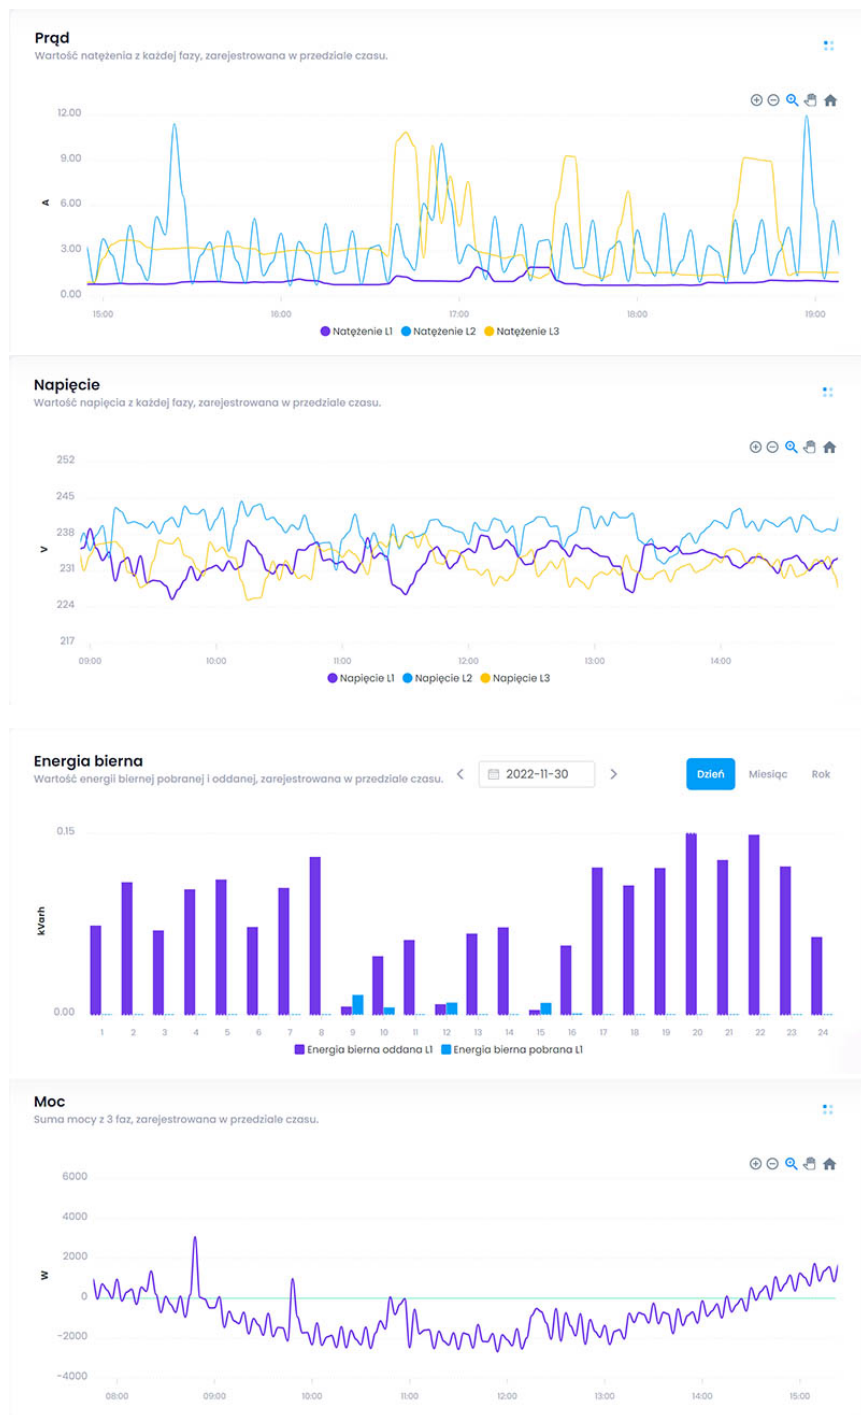 Prąd
Wartość natężenia z każdej fazy, zarejestrowana w przedziale czasu.
12.00
9.00
6.00
3.00
0.00
A
15:00 16:00 17:00 18:00 19:00
Natężenie L1 Natężenie L2 Natężenie L3
Napięcie
Wartość napięcia z każdej fazy, zarejestrowana w przedziale czasu.
252
245
238
231
224
217
V
09:00 10:00 11:00 12:00 13:00 14:00
Napięcie L1 Napięcie L2 Napięcie L3
Energia bierna
Wartość energii biernej pobranej i oddanej, zarejestrowana w przedziale czasu.
2022-11-30
Dzień Miesiąc Rok
0.15
kVarh
0.00
1 2 3 4 5 6 7 8 9 10 11 12 13 14 15 16 17 18 19 20 21 22 23 24
Energia bierna oddana L1 Energia bierna pobrana L1
Moc
Suma mocy z 3 faz, zarejestrowana w przedziale czasu.
6000
4000
2000
0
-2000
-4000
W
08:00 09:00 10:00 11:00 12:00 13:00 14:00 15:00